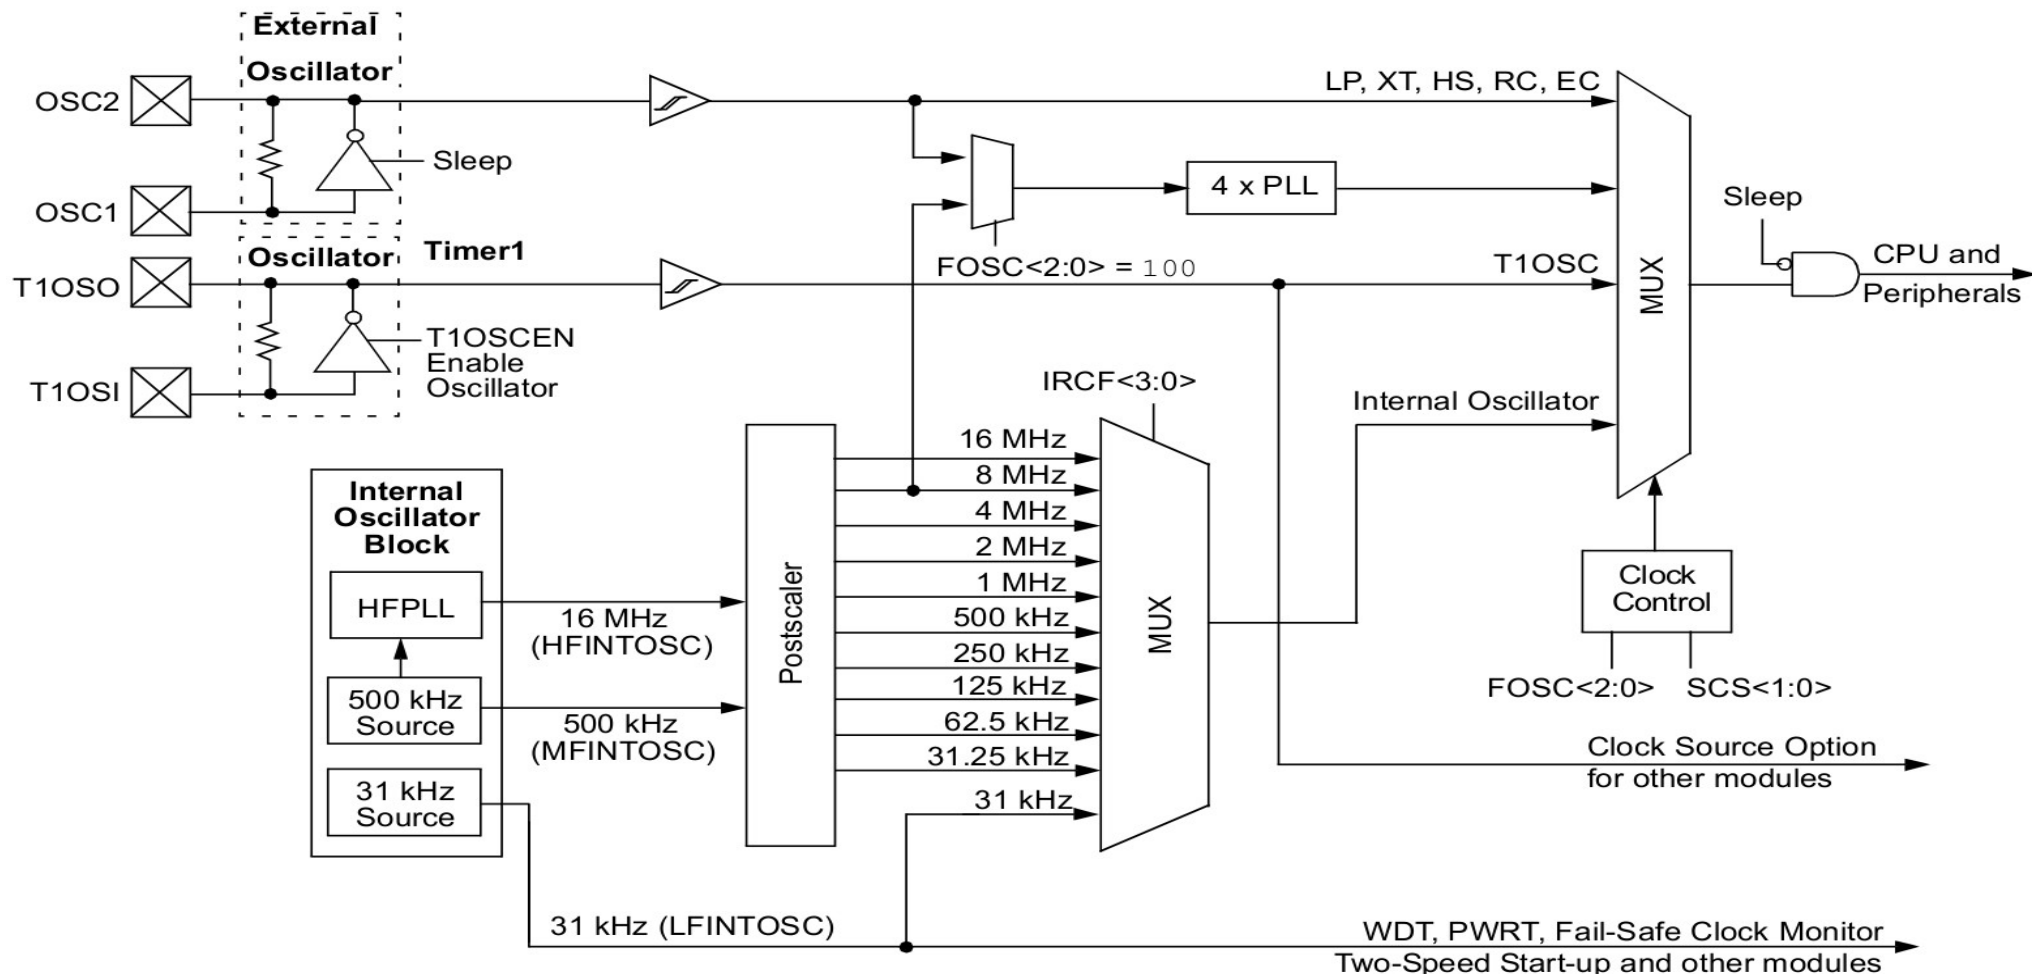 External
Oscillator
OSC2
Sleep
OSC1
LP, XT, HS, RC, EC
4 x PLL
FOSC<2:0> = 100
Oscillator
Timer1
T1OSO
T1OSCEN
Enable
Oscillator
T1OSI
T1OSC
MUX
Sleep
CPU and
Peripherals
IRCF<3:0>
Internal Oscillator
Internal
Oscillator
Block
HFPLL
16 MHz
(HFINTOSC)
500 kHz
Source
500 kHz
(MFINTOSC)
31 kHz
Source
Postscaler
16 MHz
8 MHz
4 MHz
2 MHz
1 MHz
500 kHz
250 kHz
125 kHz
62.5 kHz
31.25 kHz
31 kHz
MUX
Clock
Control
FOSC<2:0>
SCS<1:0>
Clock Source Option
for other modules
31 kHz (LFINTOSC)
WDT, PWRT, Fail-Safe Clock Monitor
Two-Speed Start-up and other modules